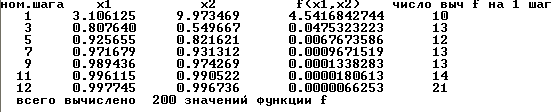 ном.шага x1 x2 f(x1,x2) число выч f на 1 шаг
1 3.106125 9.973469 4.5416842744 10
3 0.807640 0.549667 0.0475323223 13
5 0.925655 0.821621 0.0067673586 12
7 0.971679 0.931312 0.0009671519 13
9 0.989436 0.974269 0.0001338283 13
11 0.996115 0.990522 0.0000180613 14
12 0.997745 0.996736 0.0000066253 21
всего вычислено 200 значений функции f